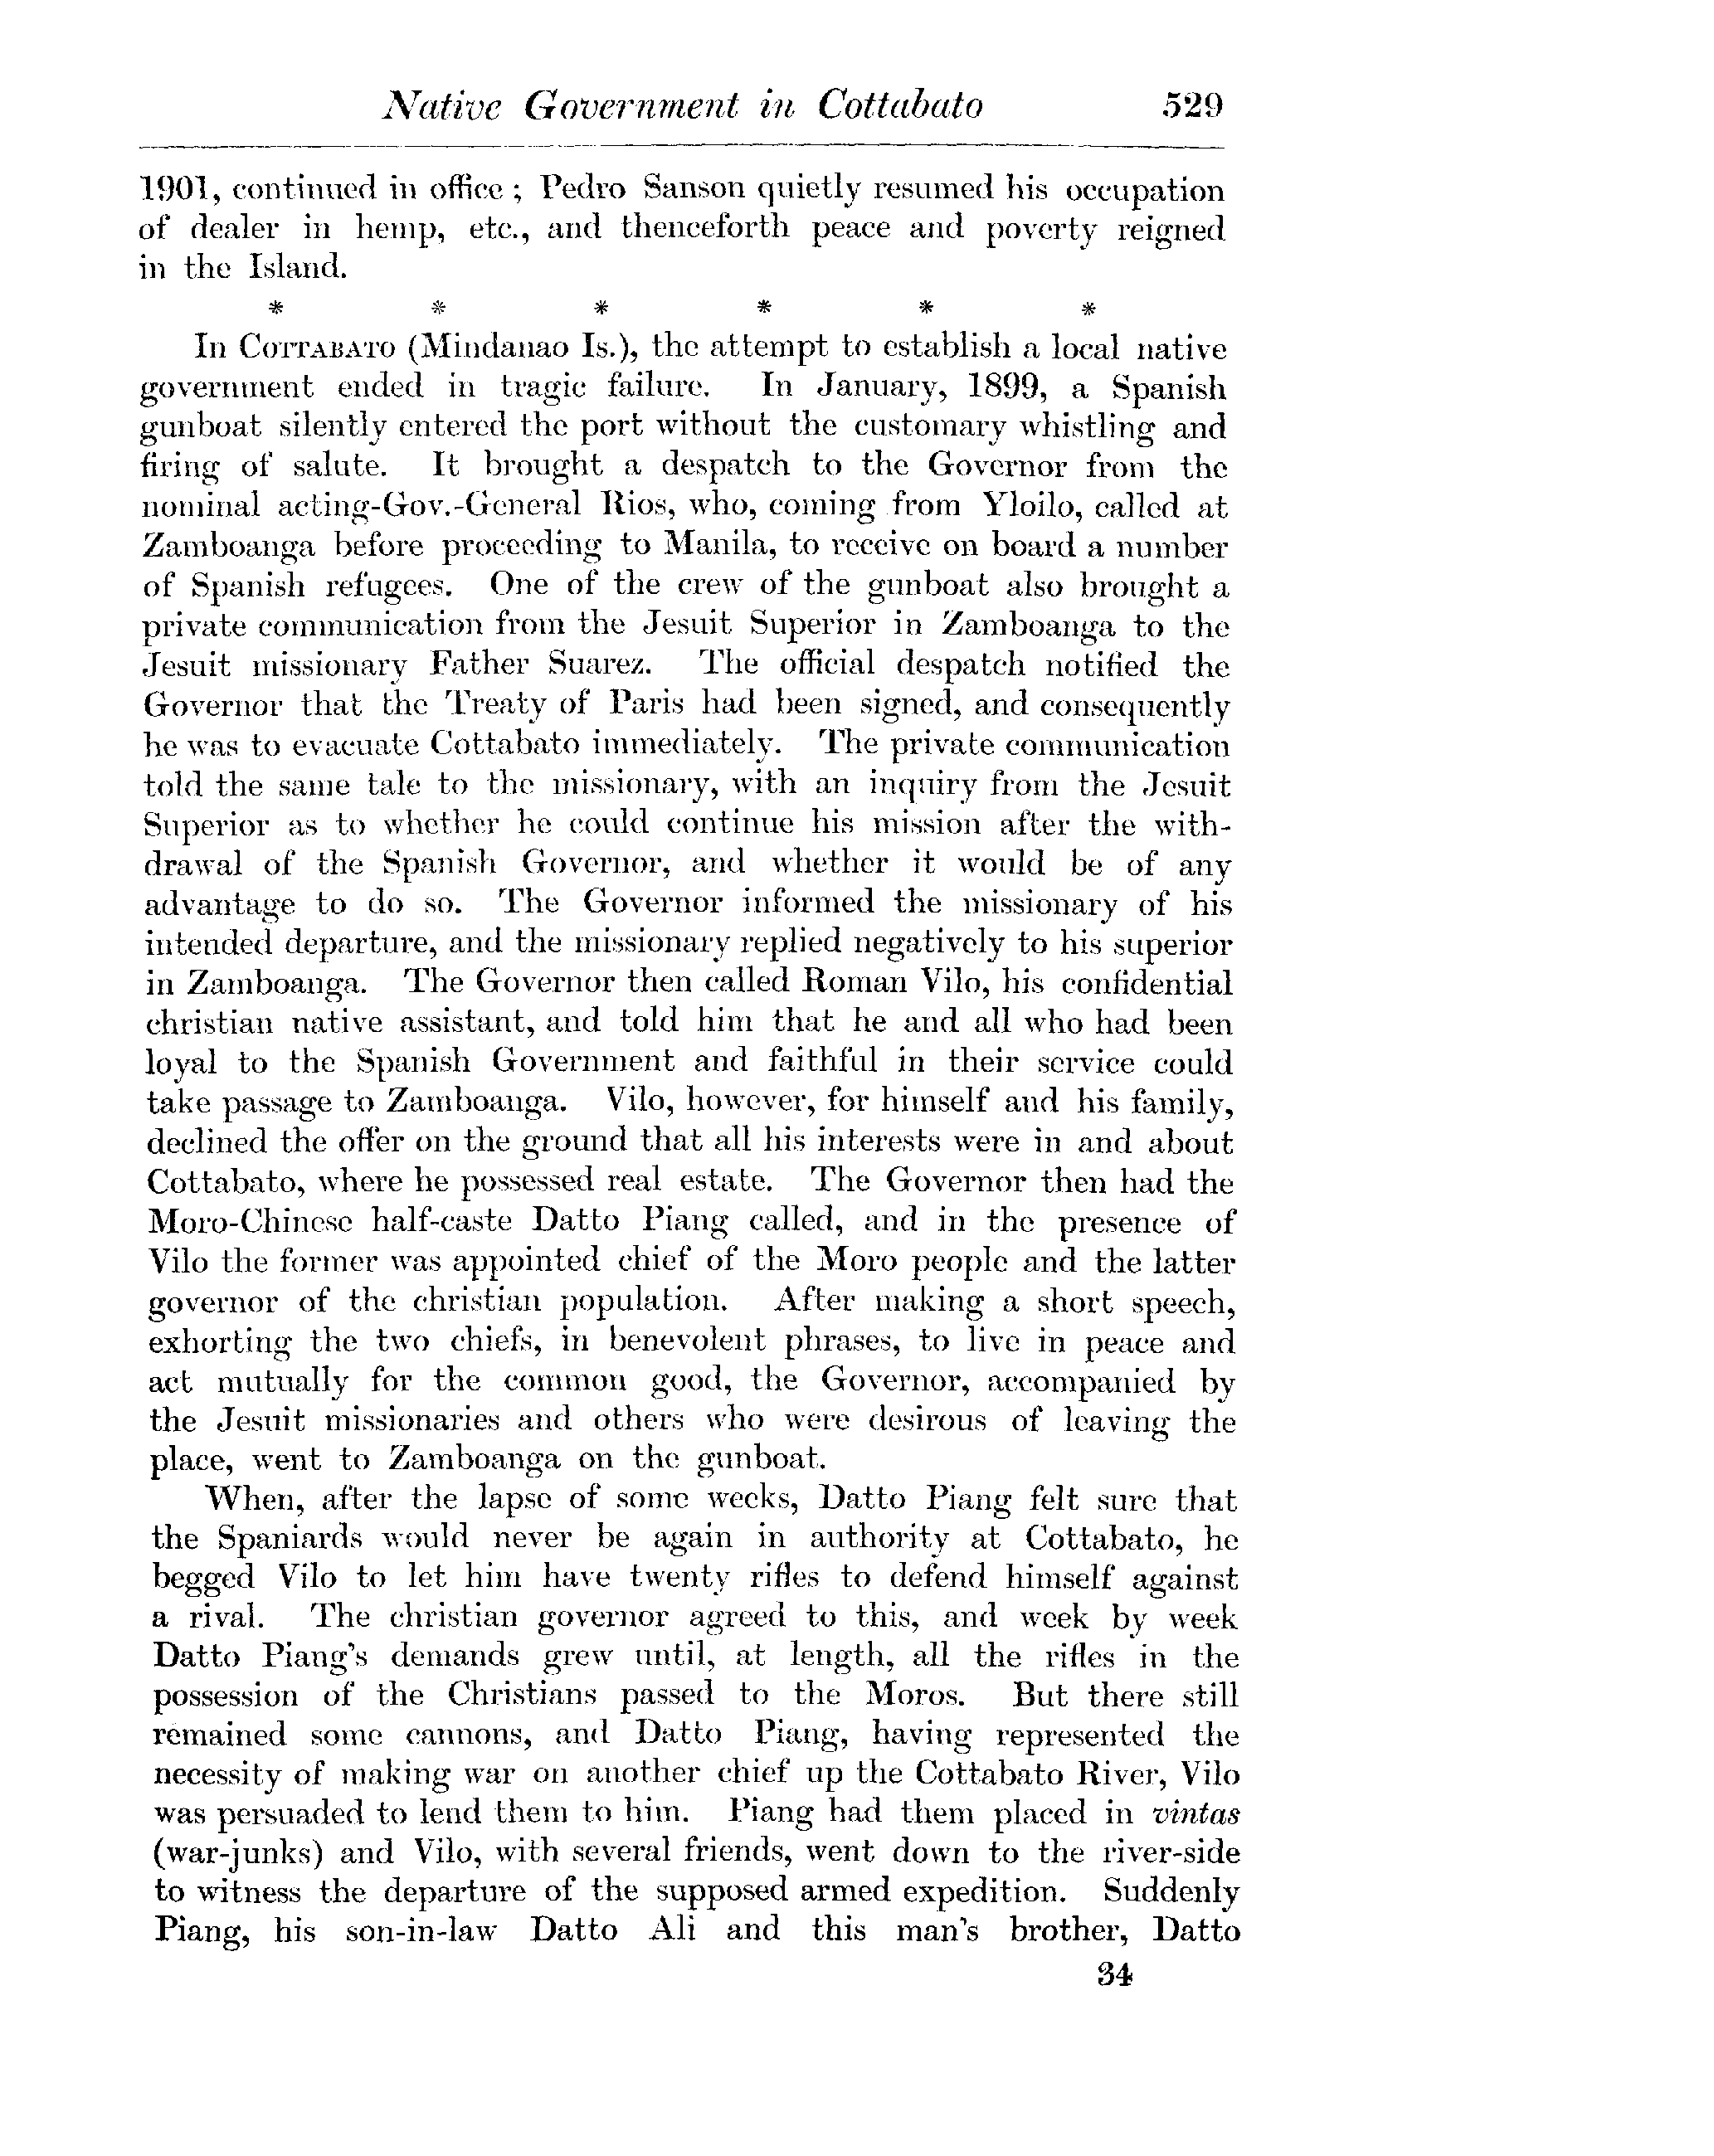 Native Government in Cottabato 529
1901, continued in office ; Pedro Sanson quietly resumed his occupation
of dealer in hemp, etc., and thenceforth peace and poverty reigned
in the Island.
* * * * * *
In COTTABATO (Mindanao Is.), the attempt to establish a local native
government ended in tragic failure. In January, 1899, a Spanish
gunboat silently entered the port without the customary whistling and
firing of salute. It brought a despatch to the Governor from the
nominal acting-Gov.-General Rios, who, coming from Yloilo, called at
Zamboanga before proceeding to Manila, to receive on board a number
of Spanish refugees. One of the crew of the gunboat also brought a
private communication from the Jesuit Superior in Zamboanga to the
Jesuit missionary Father Suarez. The official despatch notified the
Governor that the Treaty of Paris had been signed, and consequently
he was to evacuate Cottabato immediately. The private communication
told the same tale to the missionary, with an inquiry from the Jesuit
Superior as to whether he could continue his mission after the with-
drawal of the Spanish Governor, and whether it would be of any
advantage to do so. The Governor informed the missionary of his
intended departure, and the missionary replied negatively to his superior
in Zamboanga. The Governor then called Roman Vilo, his confidential
christian native assistant, and told him that he and all who had been
loyal to the Spanish Government and faithful in their service could
take passage to Zamboanga. Vilo, however, for himself and his family,
declined the offer on the ground that all his interests were in and about
Cottabato, where he possessed real estate. The Governor then had the
Moro-Chinese half-caste Datto Piang called, and in the presence of
Vilo the former was appointed chief of the Moro people and the latter
governor of the christian population. After making a short speech,
exhorting the two chiefs, in benevolent phrases, to live in peace and
act mutually for the common good, the Governor, accompanied by
the Jesuit missionaries and others who were desirous of leaving the
place, went to Zamboanga on the gunboat.
When, after the lapse of some weeks, Datto Piang felt sure that
the Spaniards would never be again in authority at Cottabato, he
begged Vilo to let him have twenty rifles to defend himself against
a rival. The christian governor agreed to this, and week by week
Datto Piang's demands grew until, at length, all the rifles in the
possession of the Christians passed to the Moros. But there still
remained some cannons, and Datto Piang, having represented the
necessity of making war on another chief up the Cottabato River, Vilo
was persuaded to lend them to him. Piang had them placed in vintas
(war-junks) and Vilo, with several friends, went down to the river-side
to witness the departure of the supposed armed expedition. Suddenly
Piang, his son-in-law Datto Ali and this man's brother, Datto
34